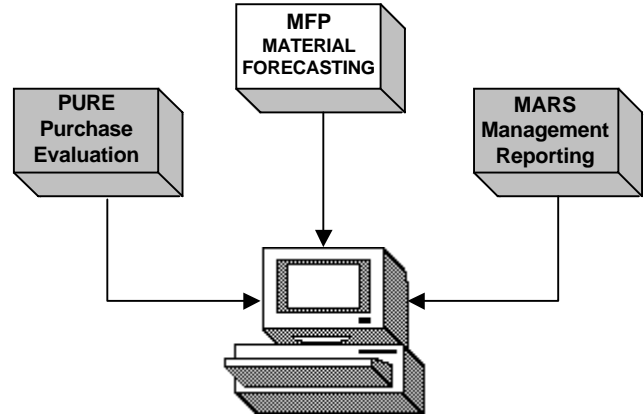 MFP
MATERIAL
FORECASTING
PURE
Purchase
Evaluation
MARS
Management
Reporting